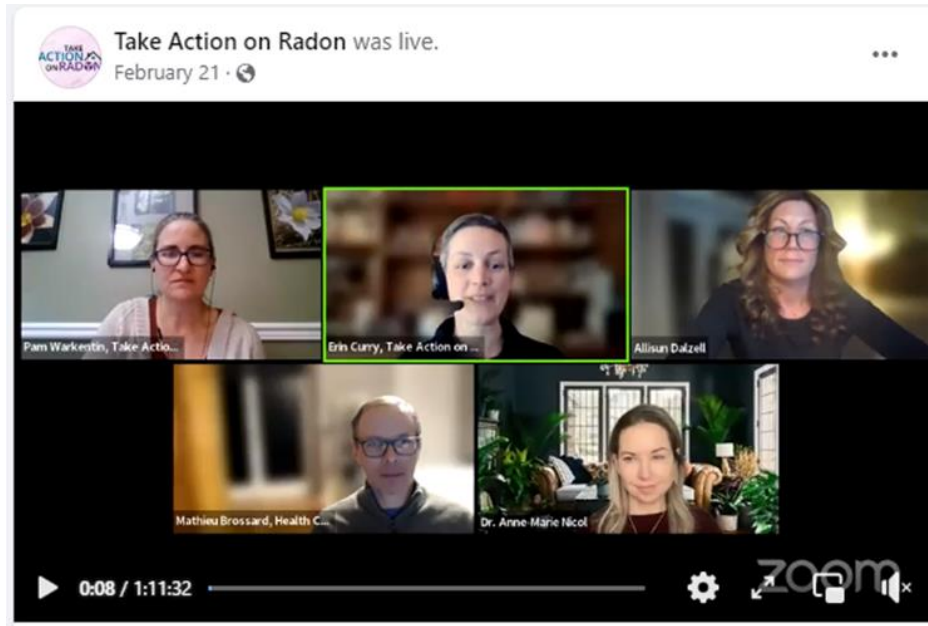 TAKE
ACTION
ON RADON
Take Action on Radon was live.
February 21 ·
Pam Warkentin, Take Actio...
Erin Curry, Take Action on ...
Allisun Dalzell
Mathieu Brossard, Health C...
Dr. Anne-Marie Nicol
zoom
0:08 / 1:11:32